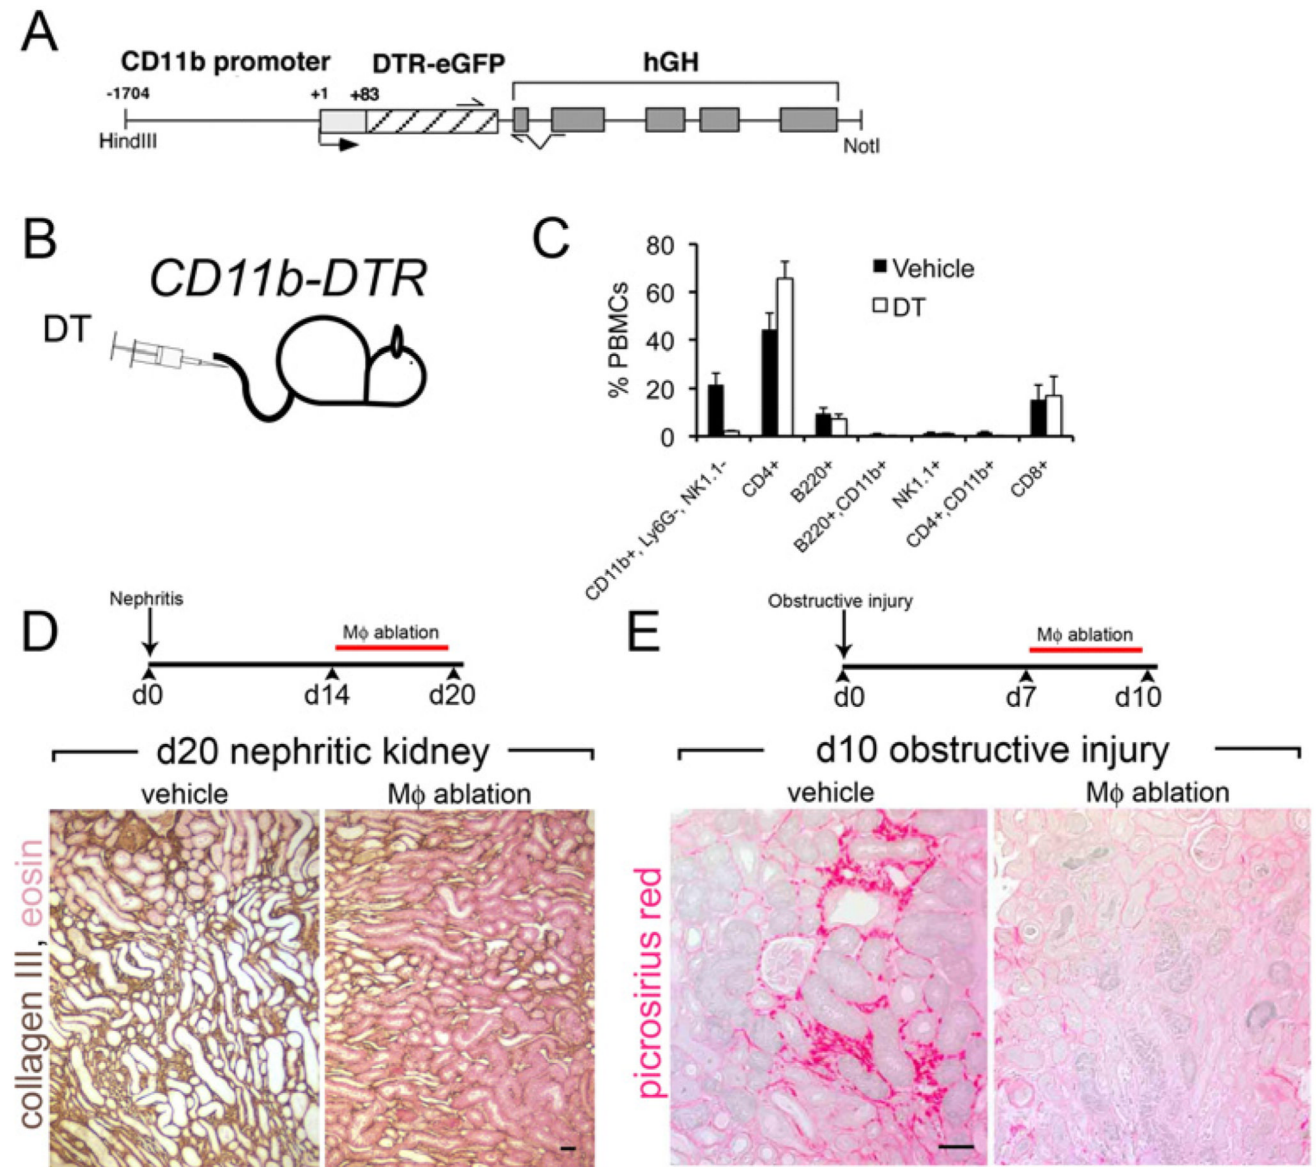 A
CD11b promoter
DTR-eGFP
hGH
-1704
+1
+83
HindIII
NotI
B
CD11b-DTR
DT
C
% PBMCs
80
60
40
20
0
Vehicle
DT
CD11b+, Ly6G-, NK1.1-
CD4+
B220+
B220+,CD11b+
NK1.1+
CD4+,CD11b+
CD8+
D
Nephritis
Mϕ ablation
d0
d14
d20
d20 nephritic kidney
vehicle
Mϕ ablation
collagen III, eosin
E
Obstructive injury
Mϕ ablation
d0
d7
d10
d10 obstructive injury
vehicle
Mϕ ablation
picrosirius red